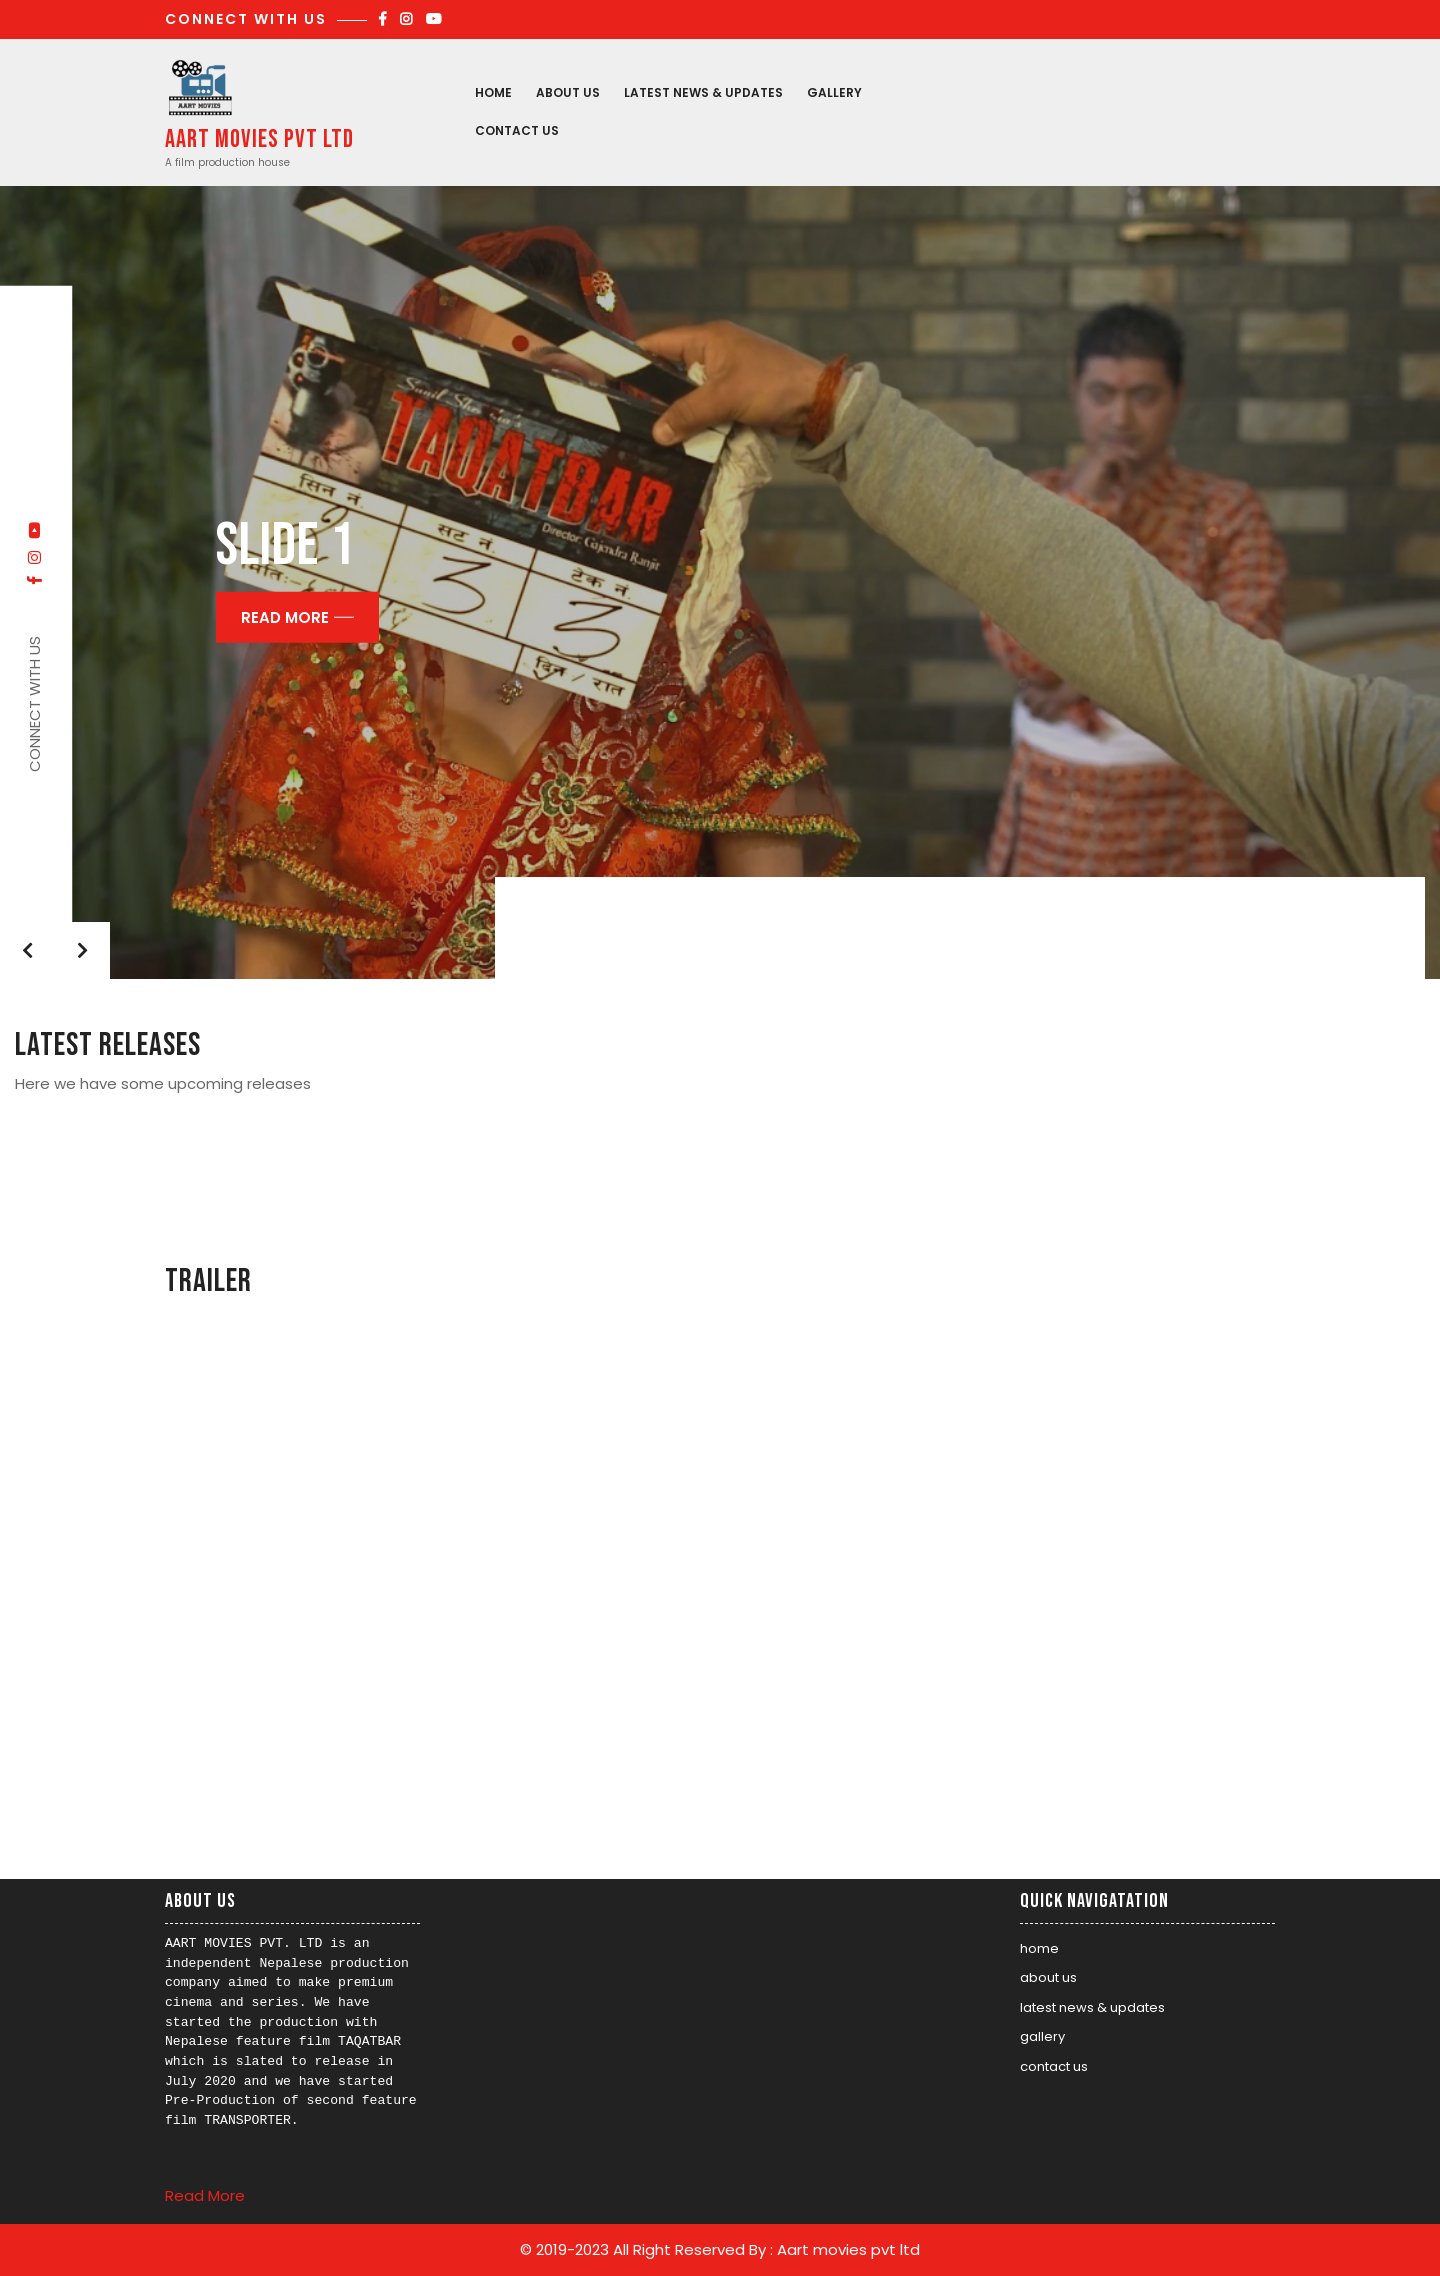 CONNECT WITH US
AART MOVIES
AART MOVIES PVT LTD
A film production house
HOME ABOUT US LATEST NEWS & UPDATES GALLERY
CONTACT US
Sunil
TAQATBAR
Director: Gajendra Ranjit
सिन नं.
सट नं.
टेक नं.
3 3 3
मिति:-
दिन / रात
SLIDE 1
READ MORE
CONNECT WITH US
LATEST RELEASES
Here we have some upcoming releases
TRAILER
ABOUT US
AART MOVIES PVT. LTD is an
independent Nepalese production
company aimed to make premium
cinema and series. We have
started the production with
Nepalese feature film TAQATBAR
which is slated to release in
July 2020 and we have started
Pre-Production of second feature
film TRANSPORTER.
Read More
QUICK NAVIGATATION
home
about us
latest news & updates
gallery
contact us
© 2019-2023 All Right Reserved By : Aart movies pvt ltd